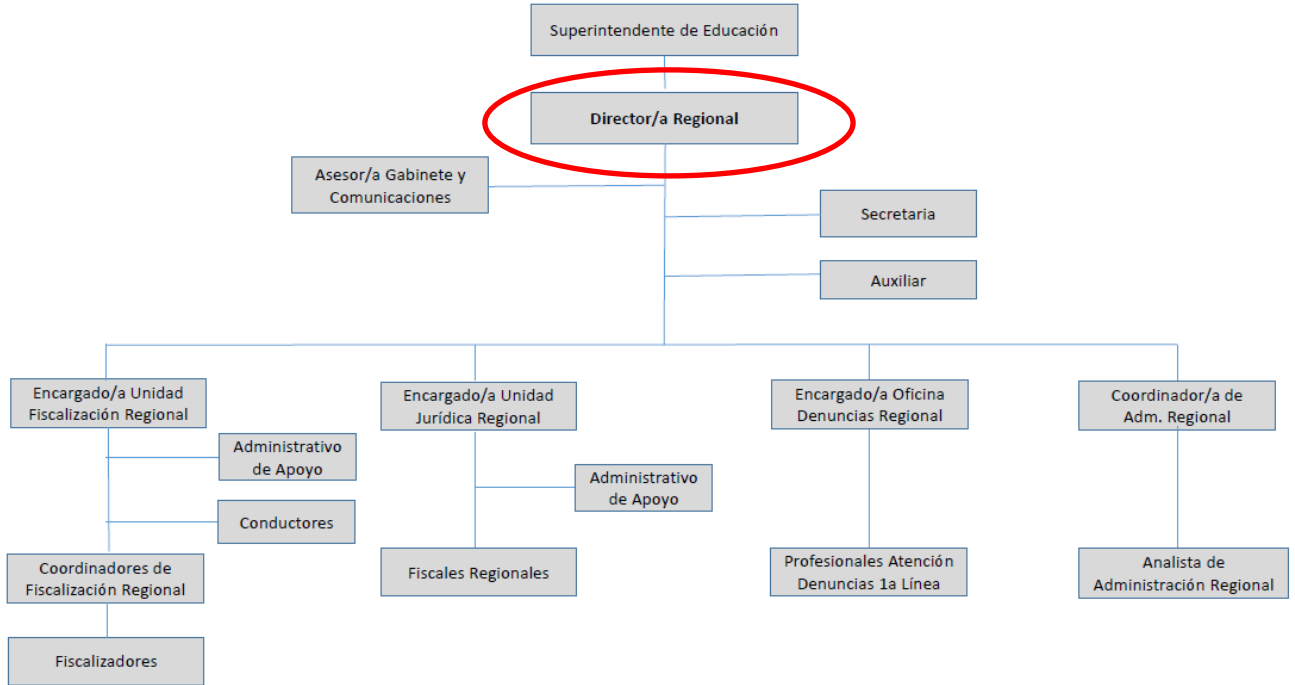 Superintendente de Educación
Director/a Regional
Asesor/a Gabinete y
Comunicaciones
Secretaria
Auxiliar
Encargado/a Unidad
Fiscalización Regional
Encargado/a Unidad
Jurídica Regional
Encargado/a Oficina
Denuncias Regional
Coordinador/a de
Adm. Regional
Administrativo
de Apoyo
Administrativo
de Apoyo
Conductores
Coordinadores de
Fiscalización Regional
Fiscales Regionales
Profesionales Atención
Denuncias 1a Línea
Analista de
Administración Regional
Fiscalizadores